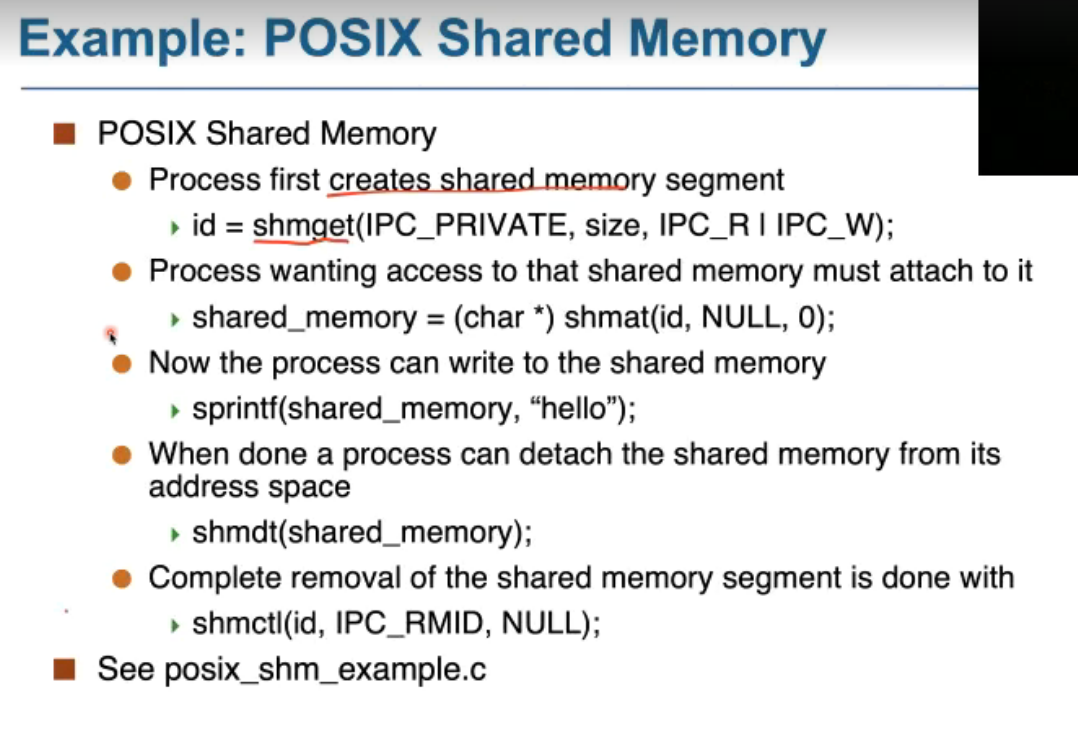 Example: POSIX Shared Memory
POSIX Shared Memory
Process first creates shared memory segment
id = shmget(IPC_PRIVATE, size, IPC_R | IPC_W);
Process wanting access to that shared memory must attach to it
shared_memory = (char *) shmat(id, NULL, 0);
Now the process can write to the shared memory
sprintf(shared_memory, “hello”);
When done a process can detach the shared memory from its
address space
shmdt(shared_memory);
Complete removal of the shared memory segment is done with
shmctl(id, IPC_RMID, NULL);
See posix_shm_example.c